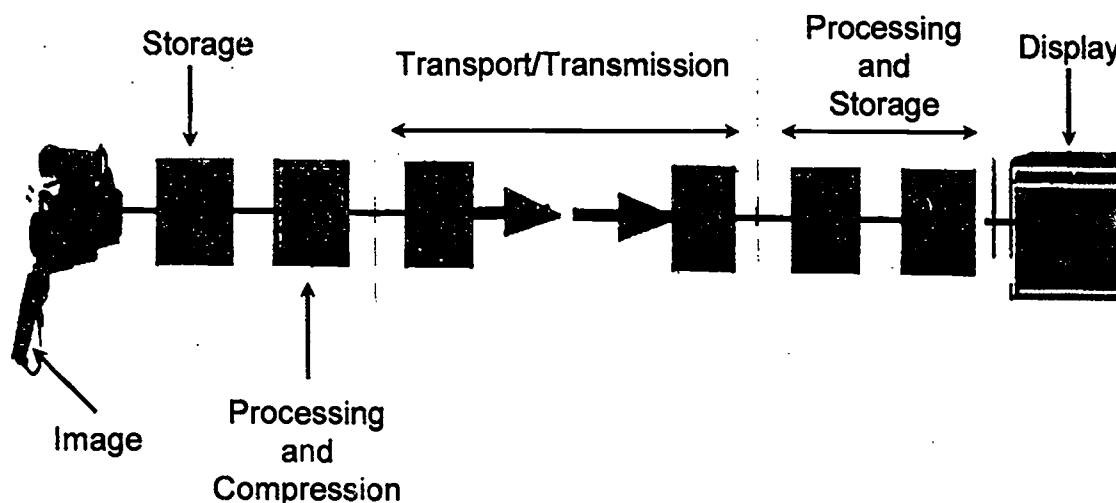 Storage
Transport/Transmission
Processing
and
Storage
Display
Image
Processing
and
Compression